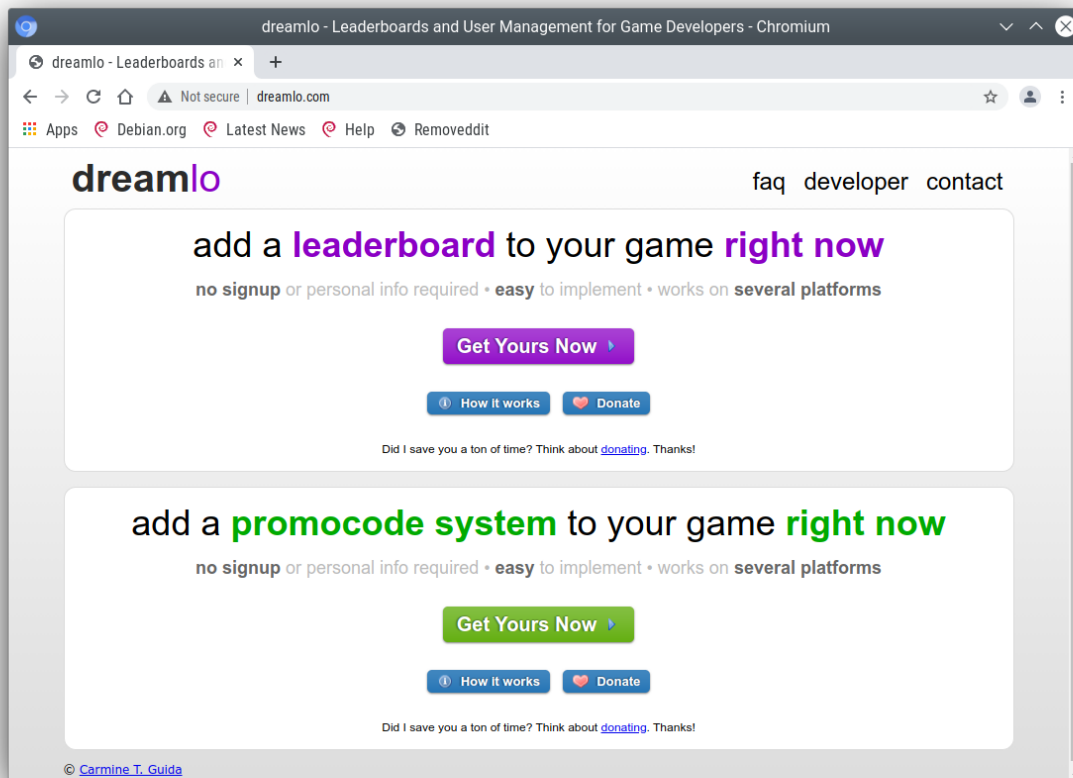 dreamlo - Leaderboards and User Management for Game Developers - Chromium
dreamlo - Leaderboards an
Not secure dreamlo.com
Apps Debian.org Latest News Help Removeddit
dreamlo faq developer contact
add a leaderboard to your game right now
no signup or personal info required • easy to implement • works on several platforms
Get Yours Now
How it works Donate
Did I save you a ton of time? Think about donating. Thanks!
add a promocode system to your game right now
no signup or personal info required • easy to implement • works on several platforms
Get Yours Now
How it works Donate
Did I save you a ton of time? Think about donating. Thanks!
© Carmine T. Guida